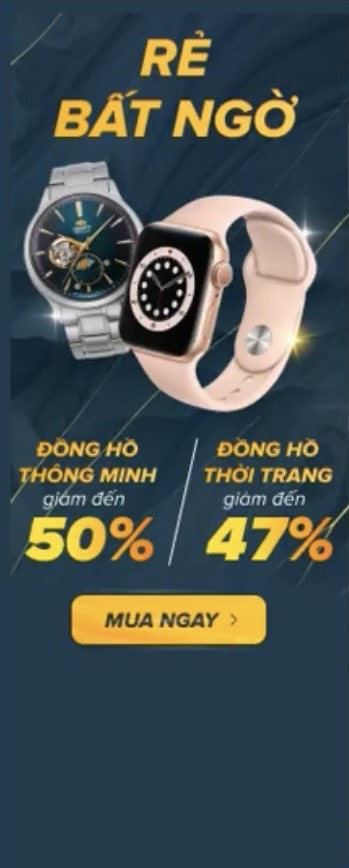 RẺ
BẤT NGỜ
ĐỒNG HỒ
THÔNG MINH
giảm đến
50%
ĐỒNG HỒ
THỜI TRANG
giảm đến
47%
MUA NGAY >